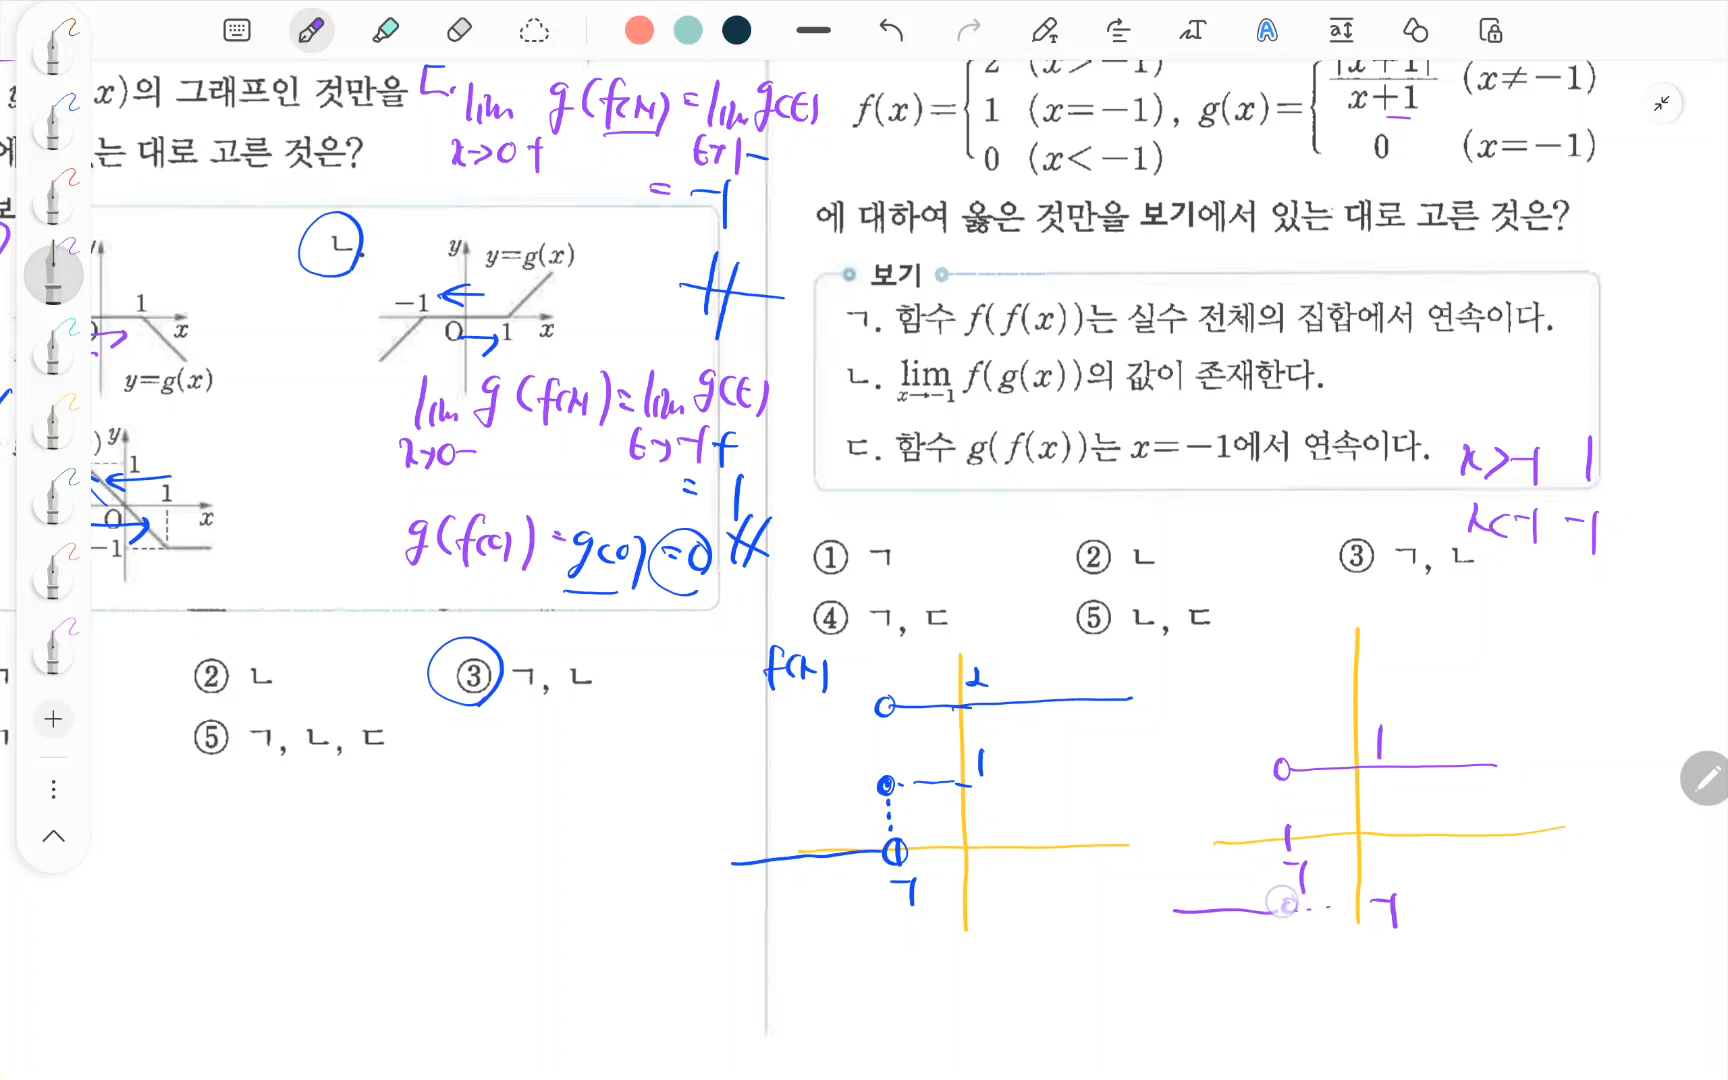 x)의 그래프인 것만을
는 대로 고른 것은?
ㄷ. lim g(f(x)) = lim g(t)
x→0+ t→1-
= -1
ㄴ.
y
y=g(x)
-1
O 1 x
1
x
y=g(x)
lim g(f(x)) = lim g(t)
x→0- t→-1+
= 1
g(f(0)) = g(0) = 0
y
1
1
O x
-1
② ㄴ
③ ㄱ, ㄴ
⑤ ㄱ, ㄴ, ㄷ
2 (x>-1)
f(x)= 1 (x=-1),
0 (x<-1)
g(x)= |x+1|
x+1 (x≠-1)
0 (x=-1)
에 대하여 옳은 것만을 보기에서 있는 대로 고른 것은?
보기
ㄱ. 함수 f(f(x))는 실수 전체의 집합에서 연속이다.
ㄴ. lim f(g(x))의 값이 존재한다.
x→-1
ㄷ. 함수 g(f(x))는 x=-1에서 연속이다.
x>-1 1
x<-1 -1
① ㄱ ② ㄴ ③ ㄱ, ㄴ
④ ㄱ, ㄷ ⑤ ㄴ, ㄷ
f(x)
2
1
-1
1
-1
-1